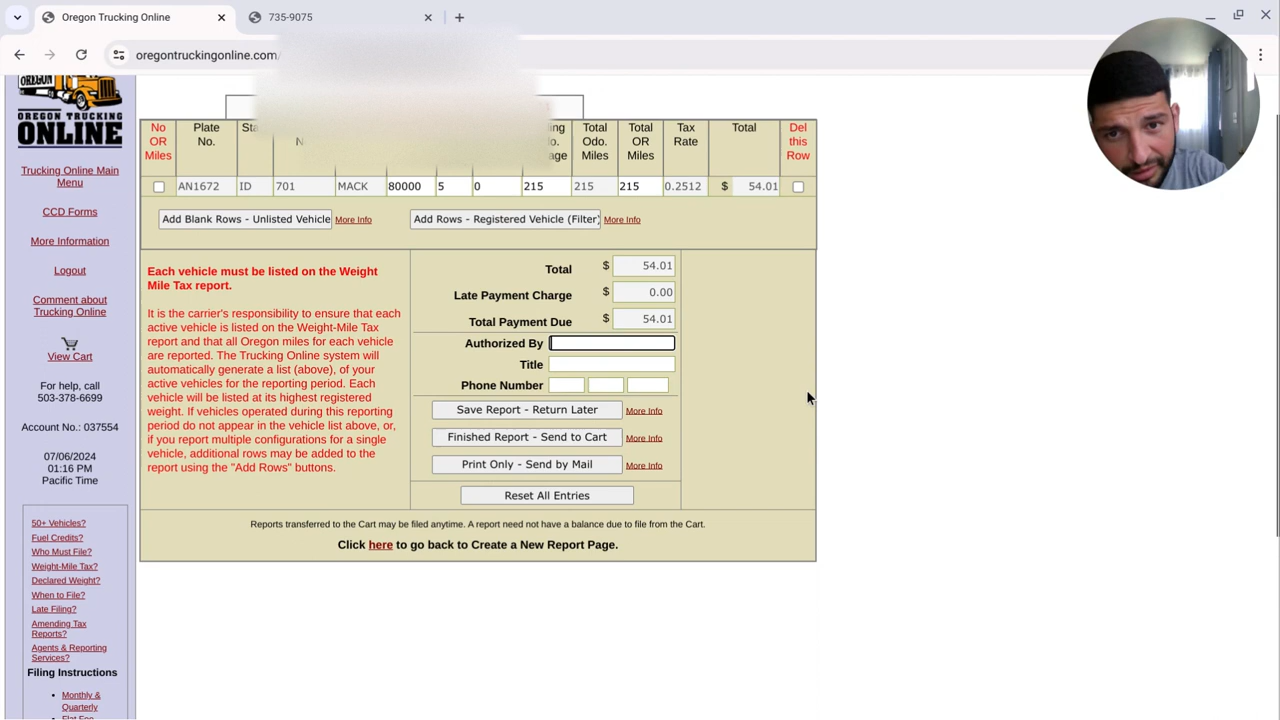 Oregon Trucking Online
735-9075
oregontruckingonline.com/
OREGON TRUCKING
ONLINE
Trucking Online Main
Menu
CCD Forms
More Information
Logout
Comment about
Trucking Online
View Cart
For help, call
503-378-6699
Account No.: 037554
07/06/2024
01:16 PM
Pacific Time
50+ Vehicles?
Fuel Credits?
Who Must File?
Weight-Mile Tax?
Declared Weight?
When to File?
Late Filing?
Amending Tax
Reports?
Agents & Reporting
Services?
Filing Instructions
Monthly &
Quarterly
No
OR
Miles
Plate
No.
Total
Odo.
Miles
Total
OR
Miles
Tax
Rate
Total
Del
this
Row
AN1672 ID 701 MACK 80000 5 0 215 215 215 0.2512 $ 54.01
Add Blank Rows - Unlisted Vehicle More Info Add Rows - Registered Vehicle (Filter) More Info
Each vehicle must be listed on the Weight
Mile Tax report.
It is the carrier's responsibility to ensure that each
active vehicle is listed on the Weight-Mile Tax
report and that all Oregon miles for each vehicle
are reported. The Trucking Online system will
automatically generate a list (above), of your
active vehicles for the reporting period. Each
vehicle will be listed at its highest registered
weight. If vehicles operated during this reporting
period do not appear in the vehicle list above, or,
if you report multiple configurations for a single
vehicle, additional rows may be added to the
report using the "Add Rows" buttons.
Total $ 54.01
Late Payment Charge $ 0.00
Total Payment Due $ 54.01
Authorized By
Title
Phone Number
Save Report - Return Later More Info
Finished Report - Send to Cart More Info
Print Only - Send by Mail More Info
Reset All Entries
Reports transferred to the Cart may be filed anytime. A report need not have a balance due to file from the Cart.
Click here to go back to Create a New Report Page.